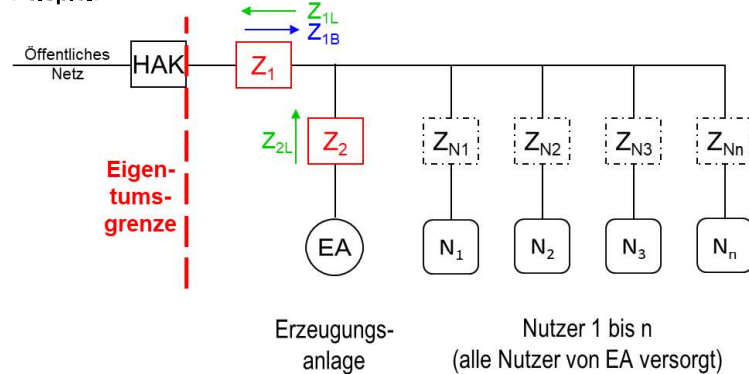 Z1L
Z1B
Öffentliches
Netz
HAK
Z1
Z2L
Z2
ZN1
ZN2
ZN3
ZNn
Eigen-
tums-
grenze
EA
N1
N2
N3
Nn
Erzeugungs-
anlage
Nutzer 1 bis n
(alle Nutzer von EA versorgt)